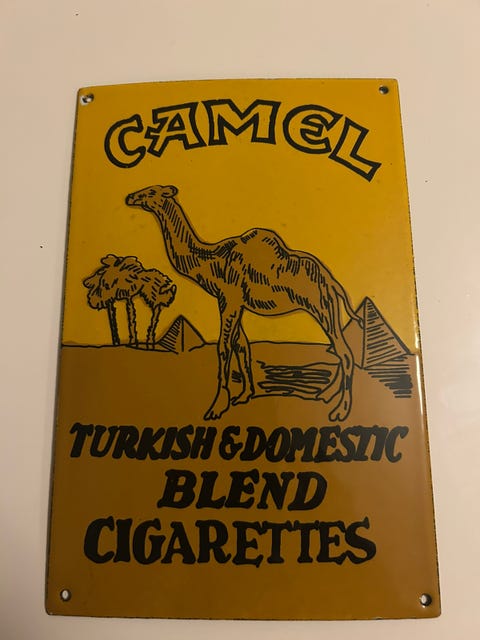 CAMEL
TURKISH & DOMESTIC
BLEND
CIGARETTES